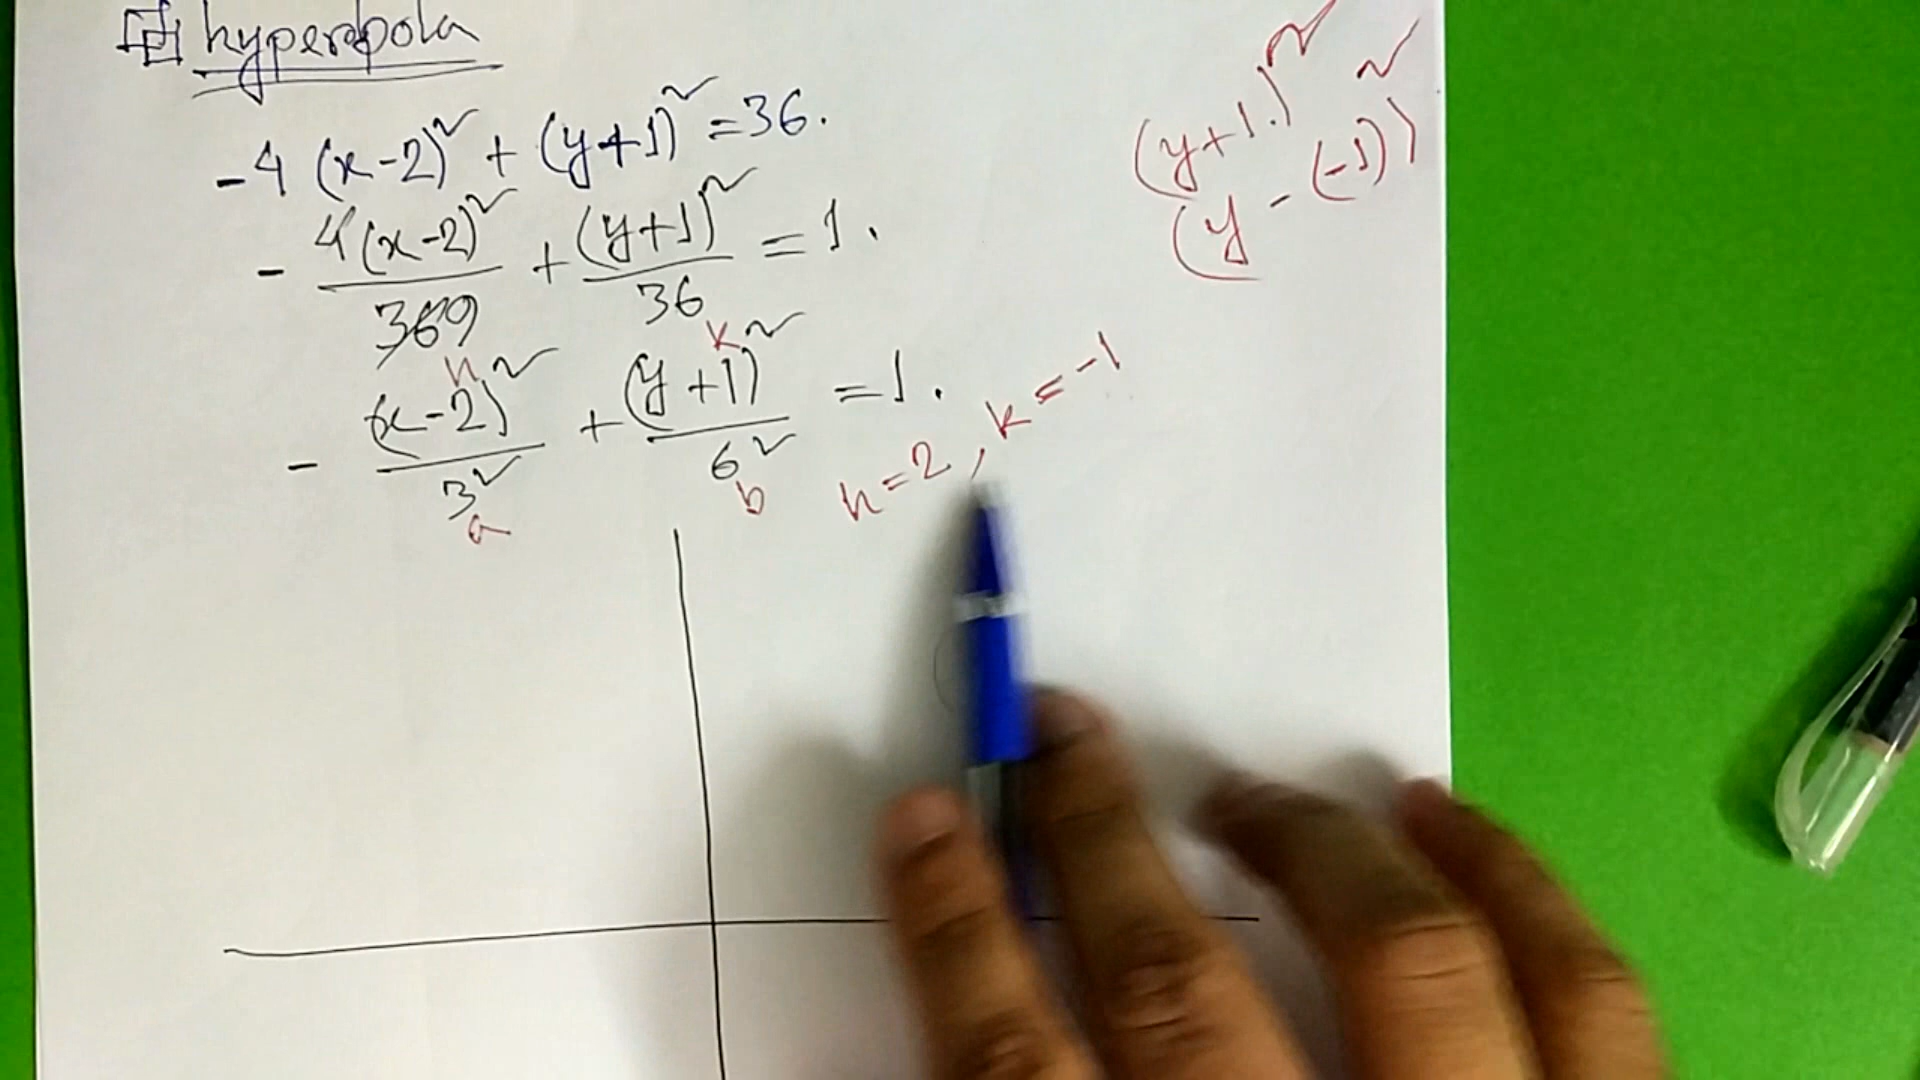 hyperbola
-4 (x-2)² + (y+1)² = 36.
- 4(x-2)²/369 + (y+1)²/36 = 1.
- (x-2)²/3² + (y+1)²/6² = 1.
h k
a b
h=2, k=-1
(y+1.)²
(y-(-1))²